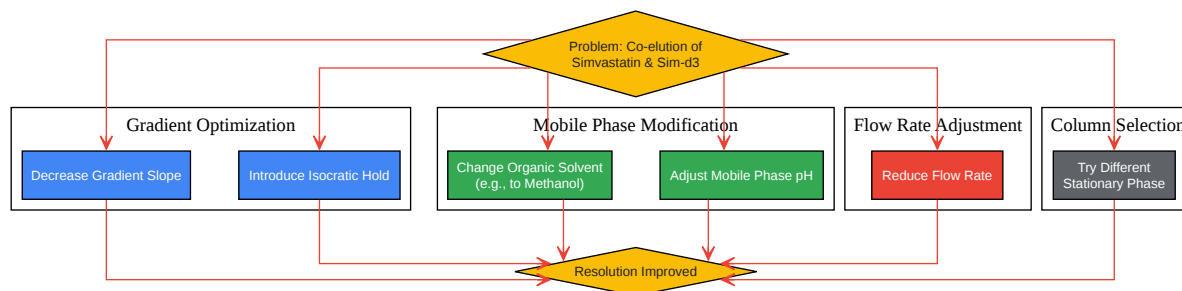 Problem: Co-elution of
Simvastatin & Sim-d3
Gradient Optimization
Mobile Phase Modification
Flow Rate Adjustment
Column Selection
Decrease Gradient Slope
Introduce Isocratic Hold
Change Organic Solvent
(e.g., to Methanol)
Adjust Mobile Phase pH
Reduce Flow Rate
Try Different
Stationary Phase
Resolution Improved